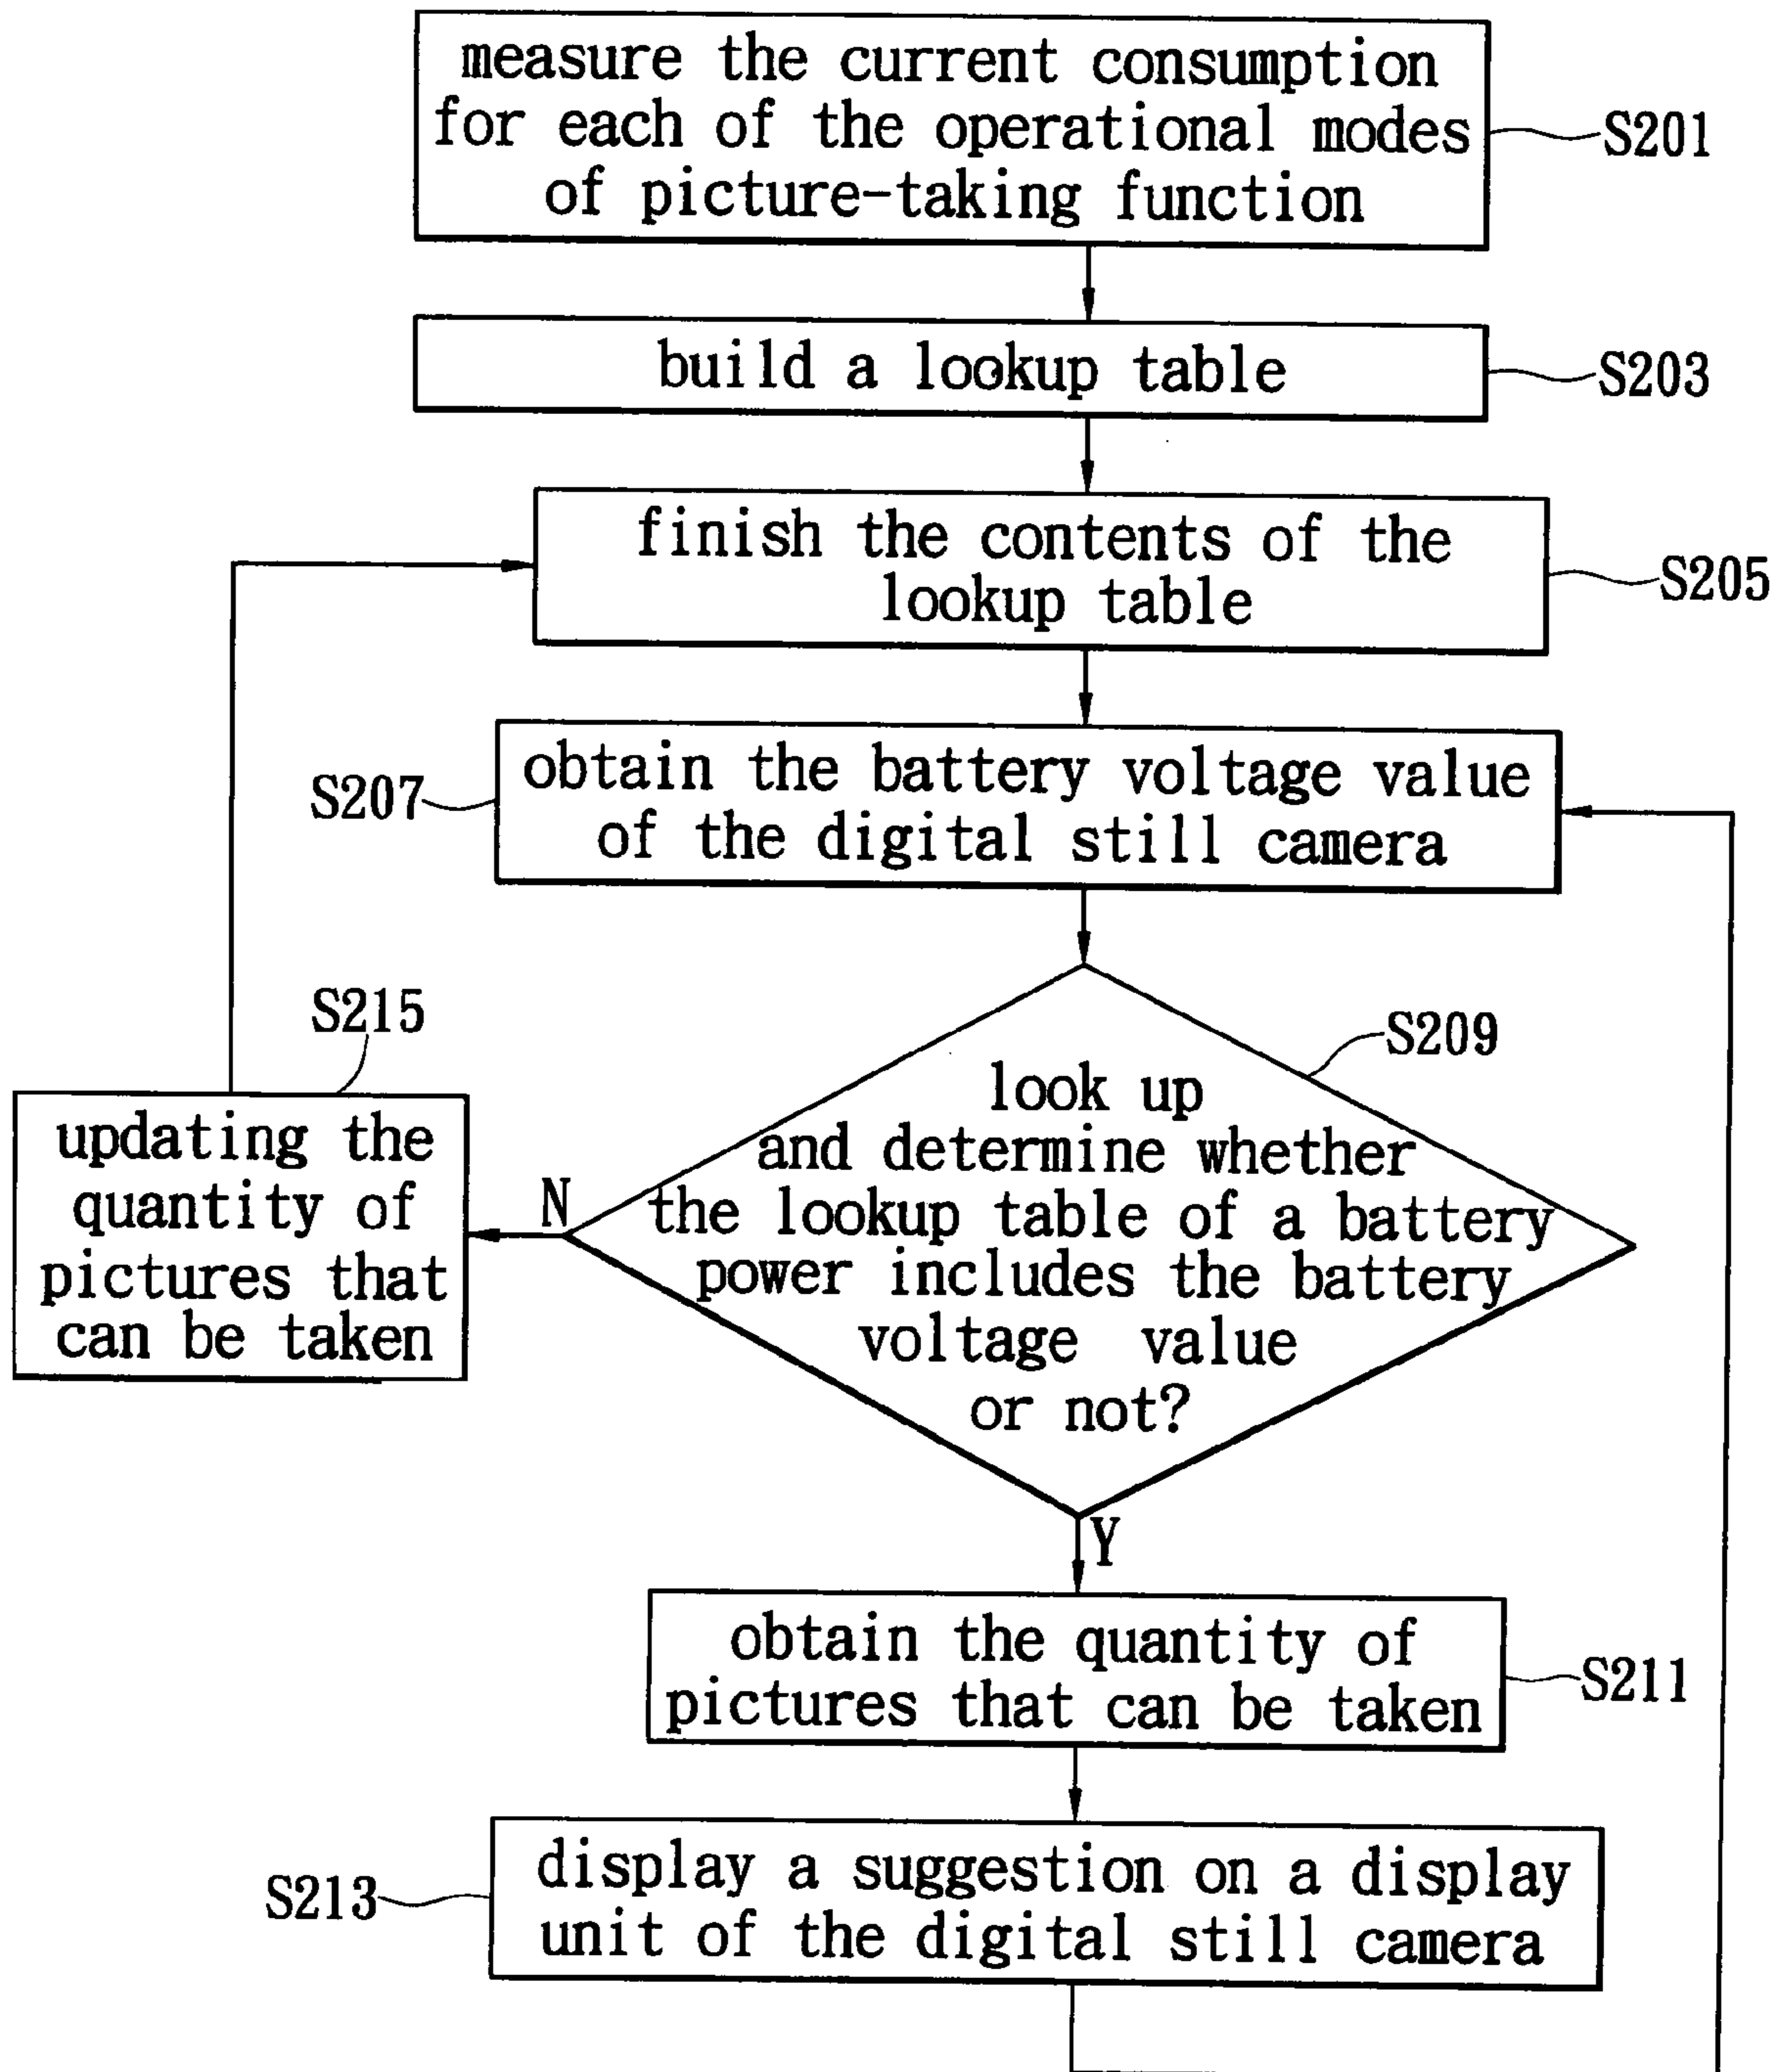 measure the current consumption
for each of the operational modes
of picture-taking function
S201
build a lookup table
S203
finish the contents of the
lookup table
S205
obtain the battery voltage value
of the digital still camera
S207
look up
and determine whether
the lookup table of a battery
power includes the battery
voltage value
or not?
S209
N
S215
updating the
quantity of
pictures that
can be taken
Y
obtain the quantity of
pictures that can be taken
S211
display a suggestion on a display
unit of the digital still camera
S213